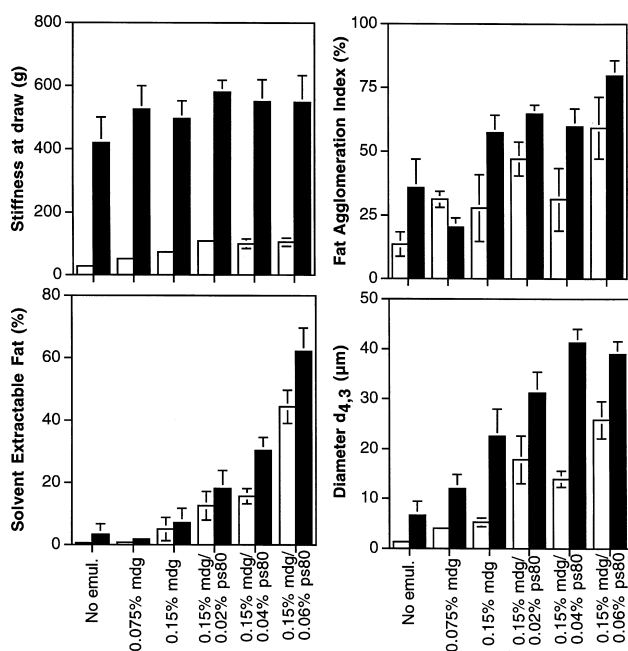 Stiffness at draw (g)
800
600
400
200
0
Fat Agglomeration Index (%)
100
75
50
25
0
Solvent Extractable Fat (%)
80
60
40
20
0
No emul.
0.075% mdg
0.15% mdg
0.15% mdg/
0.02% ps80
0.15% mdg/
0.04% ps80
0.15% mdg/
0.06% ps80
Diameter d4,3 (µm)
50
40
30
20
10
0
No emul.
0.075% mdg
0.15% mdg
0.15% mdg/
0.02% ps80
0.15% mdg/
0.04% ps80
0.15% mdg/
0.06% ps80